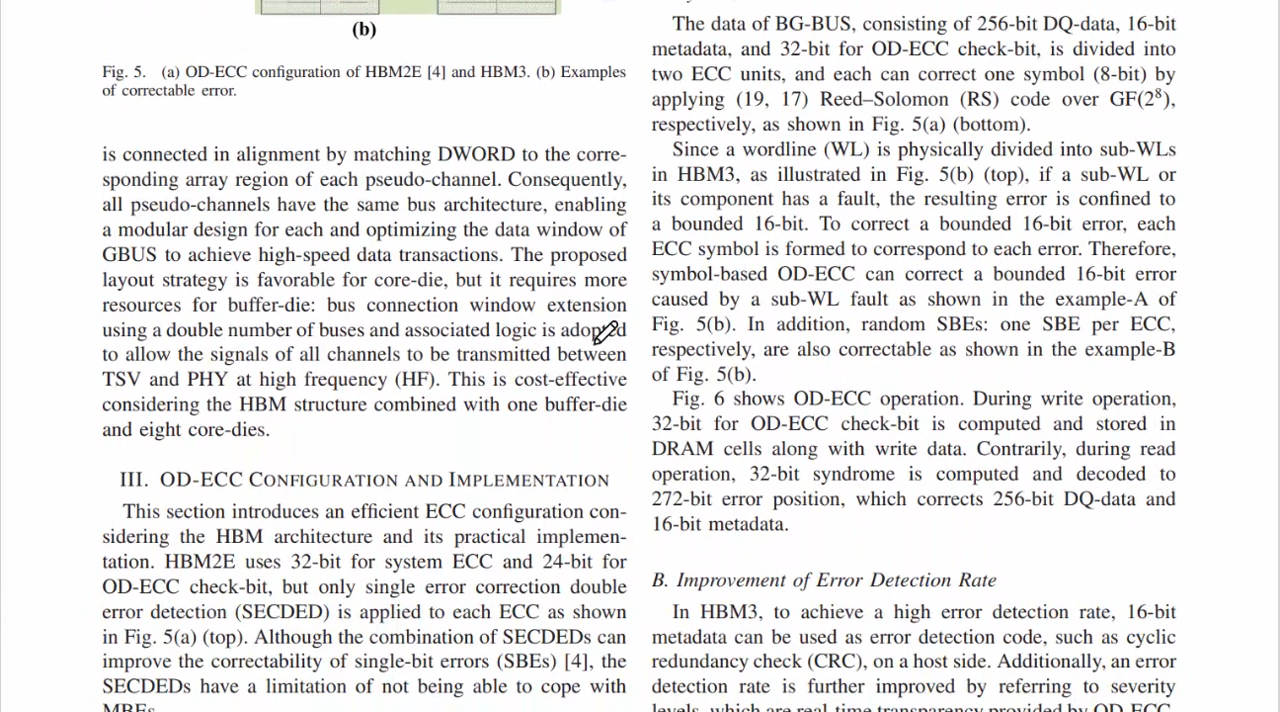 (b)
Fig. 5. (a) OD-ECC configuration of HBM2E [4] and HBM3. (b) Examples
of correctable error.
is connected in alignment by matching DWORD to the corre-
sponding array region of each pseudo-channel. Consequently,
all pseudo-channels have the same bus architecture, enabling
a modular design for each and optimizing the data window of
GBUS to achieve high-speed data transactions. The proposed
layout strategy is favorable for core-die, but it requires more
resources for buffer-die: bus connection window extension
using a double number of buses and associated logic is adopted
to allow the signals of all channels to be transmitted between
TSV and PHY at high frequency (HF). This is cost-effective
considering the HBM structure combined with one buffer-die
and eight core-dies.
III. OD-ECC CONFIGURATION AND IMPLEMENTATION
This section introduces an efficient ECC configuration con-
sidering the HBM architecture and its practical implemen-
tation. HBM2E uses 32-bit for system ECC and 24-bit for
OD-ECC check-bit, but only single error correction double
error detection (SECDED) is applied to each ECC as shown
in Fig. 5(a) (top). Although the combination of SECDEDs can
improve the correctability of single-bit errors (SBEs) [4], the
SECDEDs have a limitation of not being able to cope with
MBEs.
The data of BG-BUS, consisting of 256-bit DQ-data, 16-bit
metadata, and 32-bit for OD-ECC check-bit, is divided into
two ECC units, and each can correct one symbol (8-bit) by
applying (19, 17) Reed–Solomon (RS) code over GF(2⁸),
respectively, as shown in Fig. 5(a) (bottom).
Since a wordline (WL) is physically divided into sub-WLs
in HBM3, as illustrated in Fig. 5(b) (top), if a sub-WL or
its component has a fault, the resulting error is confined to
a bounded 16-bit. To correct a bounded 16-bit error, each
ECC symbol is formed to correspond to each error. Therefore,
symbol-based OD-ECC can correct a bounded 16-bit error
caused by a sub-WL fault as shown in the example-A of
Fig. 5(b). In addition, random SBEs: one SBE per ECC,
respectively, are also correctable as shown in the example-B
of Fig. 5(b).
Fig. 6 shows OD-ECC operation. During write operation,
32-bit for OD-ECC check-bit is computed and stored in
DRAM cells along with write data. Contrarily, during read
operation, 32-bit syndrome is computed and decoded to
272-bit error position, which corrects 256-bit DQ-data and
16-bit metadata.
B. Improvement of Error Detection Rate
In HBM3, to achieve a high error detection rate, 16-bit
metadata can be used as error detection code, such as cyclic
redundancy check (CRC), on a host side. Additionally, an error
detection rate is further improved by referring to severity
levels, which are real-time transparency provided by OD-ECC.